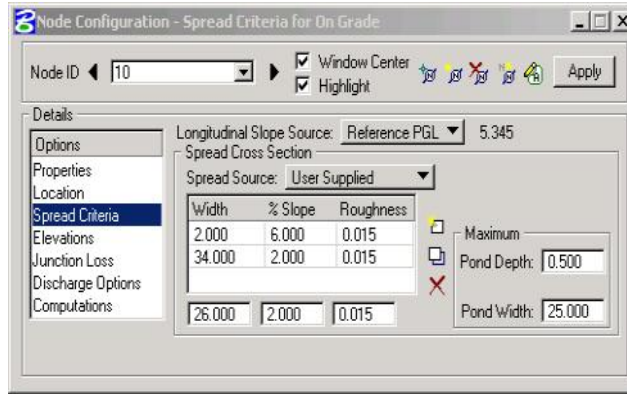 Node Configuration - Spread Criteria for On Grade
Node ID 10 Window Center Apply
Highlight
Details
Options Longitudinal Slope Source: Reference PGL 5.345
Properties Spread Cross Section
Location Spread Source: User Supplied
Spread Criteria Width % Slope Roughness
Elevations 2.000 6.000 0.015 Maximum
Junction Loss 34.000 2.000 0.015 Pond Depth: 0.500
Discharge Options
Computations 26.000 2.000 0.015 Pond Width: 25.000